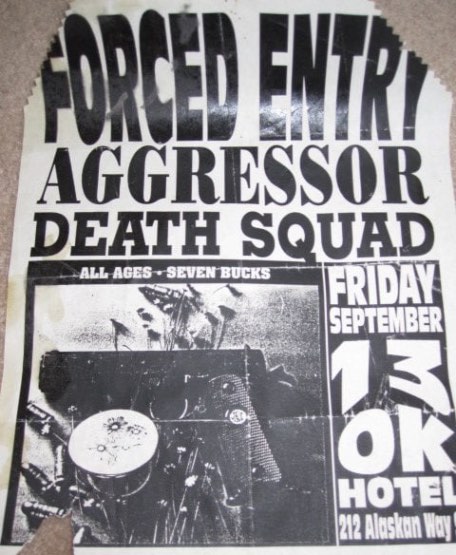 FORCED ENTRY
AGGRESSOR
DEATH SQUAD
ALL AGES - SEVEN BUCKS
FRIDAY
SEPTEMBER
13
OK
HOTEL
212 Alaskan Way